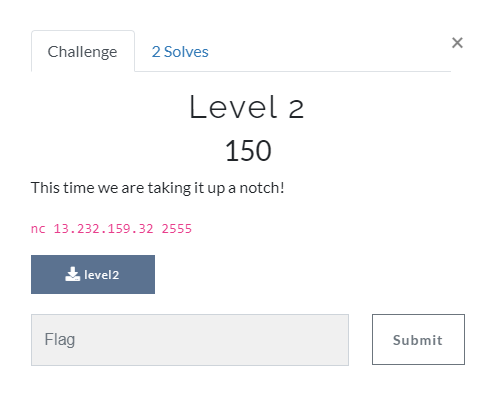 Challenge
2 Solves
×
Level 2
150
This time we are taking it up a notch!
nc 13.232.159.32 2555
level2
Flag
Submit